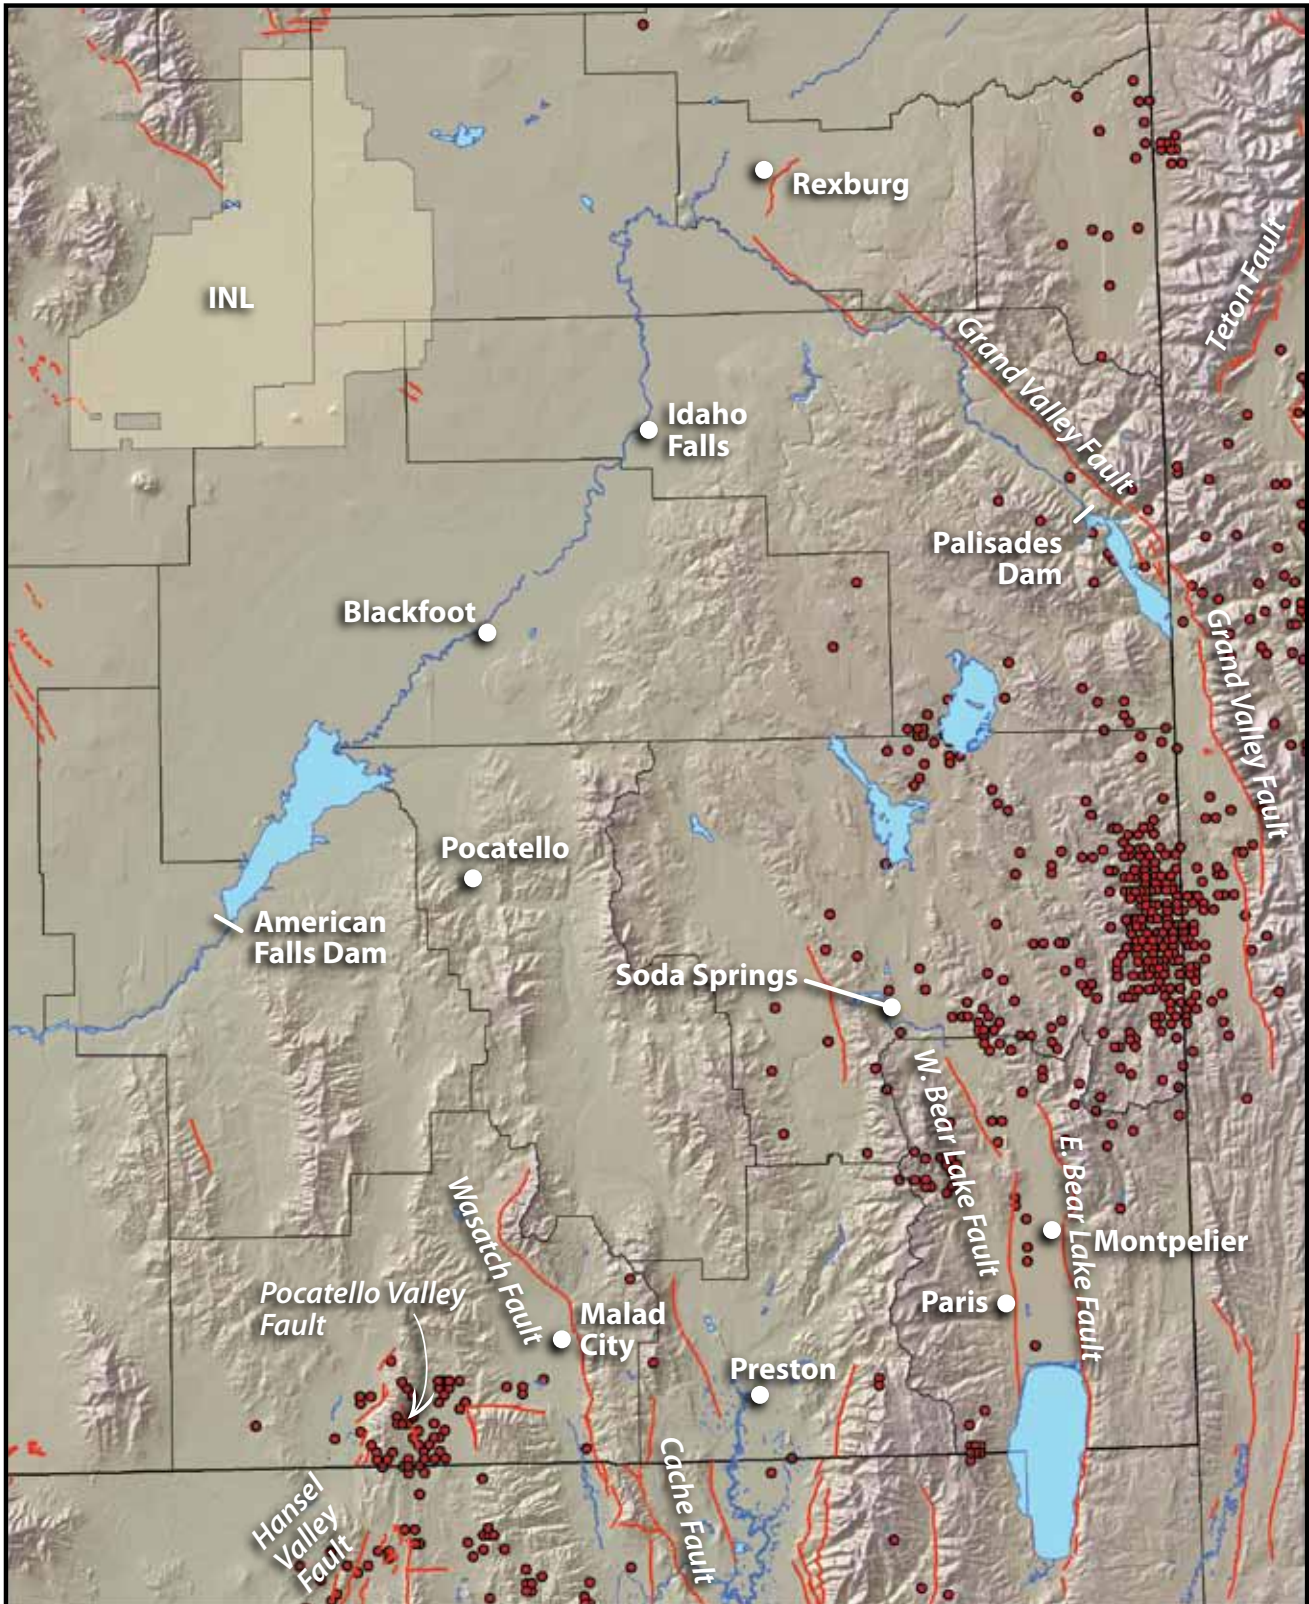 Rexburg
INL
Teton Fault
Grand Valley Fault
Idaho
Falls
Palisades
Dam
Blackfoot
Grand Valley Fault
Pocatello
American
Falls Dam
Soda Springs
W. Bear Lake Fault
E. Bear Lake Fault
Wasatch Fault
Montpelier
Pocatello Valley
Fault
Paris
Malad
City
Preston
Cache Fault
Hansel
Valley
Fault